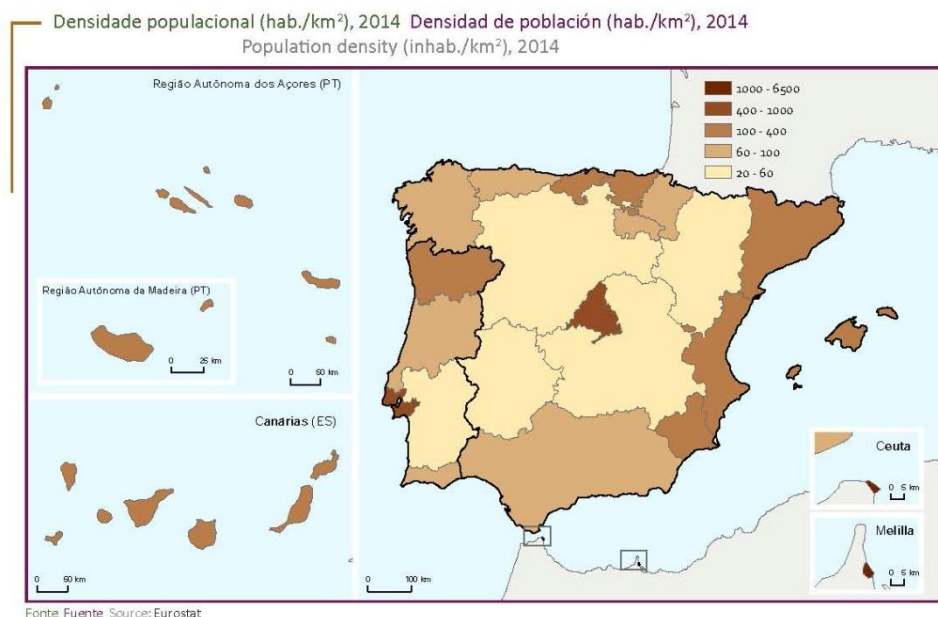 Densidade populacional (hab./km²), 2014 Densidad de población (hab./km²), 2014
Population density (inhab./km²), 2014
Região Autônoma dos Açores (PT)
Região Autônoma da Madeira (PT)
0 25 km
0 50 km
Canárias (ES)
0 50 km
1000 - 6500
400 - 1000
100 - 400
60 - 100
20 - 60
0 100 km
Ceuta
0 5 km
Melilla
0 5 km
Fonte Fuente Source: Eurostat